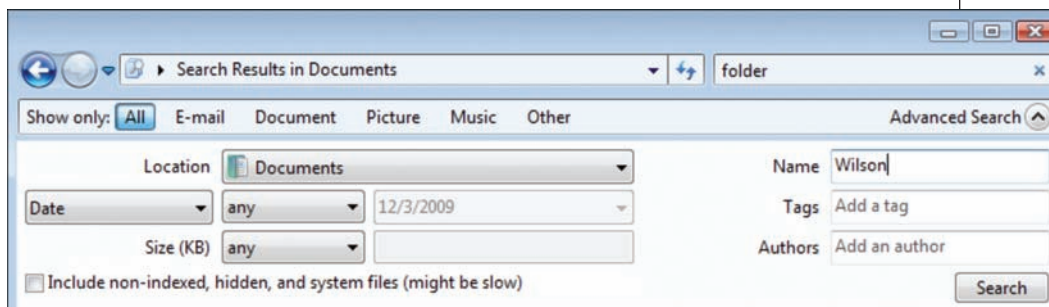 Search Results in Documents folder
Show only: All E-mail Document Picture Music Other Advanced Search
Location Documents Name Wilson
Date any 12/3/2009 Tags Add a tag
Size (KB) any Authors Add an author
Include non-indexed, hidden, and system files (might be slow) Search